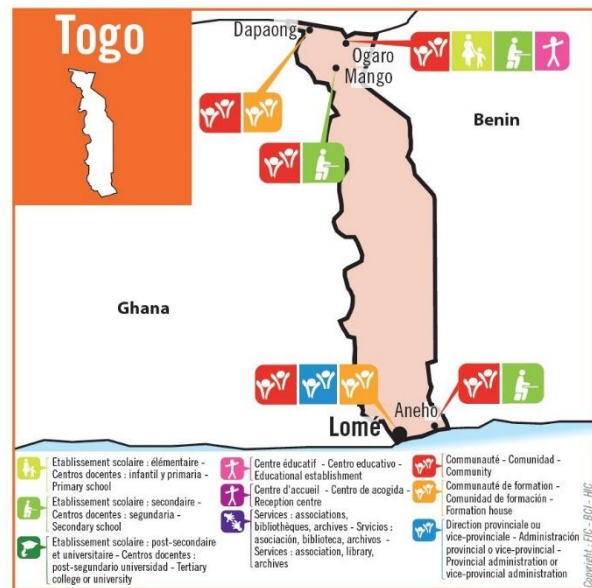 Togo
Dapaong
Ogaro
Mango
Benin
Ghana
Lomé
Aneho
Etablissement scolaire : élémentaire -
Centros docentes : infantil y primaria -
Primary school
Etablissement scolaire : secondaire -
Centros docentes : segundaria -
Secondary school
Etablissement scolaire : post-secondaire
et universitaire - Centros docentes :
post-segundario universidad - Tertiary
college or university
Centre éducatif - Centro educativo -
Educational establishment
Centre d'accueil - Centro de acogida -
Reception centre
Services : associations,
bibliothèques, archives - Srvicios :
asociación, biblioteca, archivos -
Services : association, library,
archives
Communauté - Comunidad -
Community
Communauté de formation -
Comunidad de formación -
Formation house
Direction provinciale ou
vice-provinciale - Administración
provincial o vice-provincial -
Provincial administration or
vice-provincial administration
Copyright : FIC - BCI - HIC